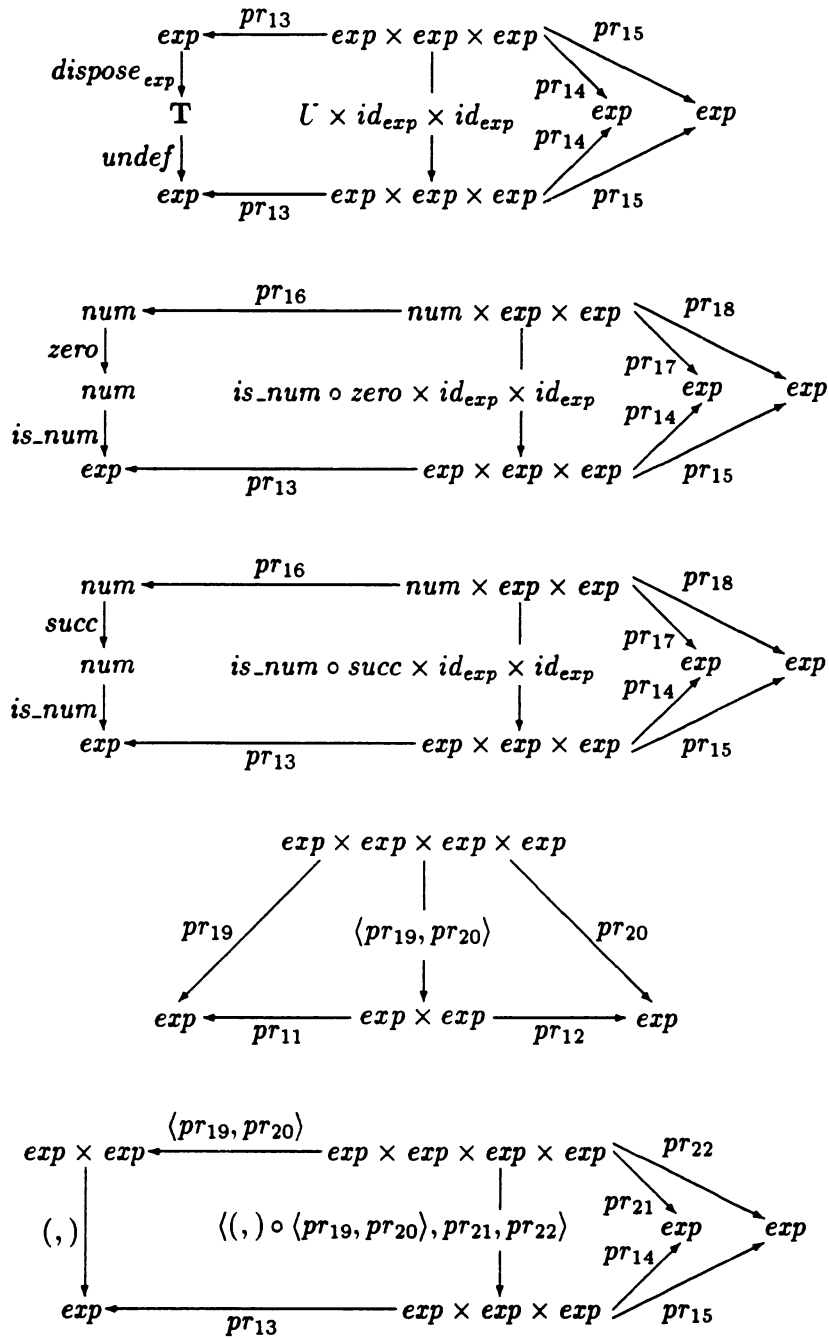 pr₁₃
exp exp × exp × exp pr₁₅
dispose_exp pr₁₄
T U × id_exp × id_exp exp exp
undef pr₁₄
exp exp × exp × exp pr₁₅
pr₁₃
pr₁₆
num num × exp × exp pr₁₈
zero pr₁₇
num is_num ∘ zero × id_exp × id_exp exp exp
is_num pr₁₄
exp exp × exp × exp pr₁₅
pr₁₃
pr₁₆
num num × exp × exp pr₁₈
succ pr₁₇
num is_num ∘ succ × id_exp × id_exp exp exp
is_num pr₁₄
exp exp × exp × exp pr₁₅
pr₁₃
exp × exp × exp × exp
pr₁₉ ⟨pr₁₉, pr₂₀⟩ pr₂₀
exp exp × exp exp
pr₁₁ pr₁₂
⟨pr₁₉, pr₂₀⟩
exp × exp exp × exp × exp × exp pr₂₂
pr₂₁
(,) ⟨(,) ∘ ⟨pr₁₉, pr₂₀⟩, pr₂₁, pr₂₂⟩ exp exp
pr₁₄
exp exp × exp × exp pr₁₅
pr₁₃